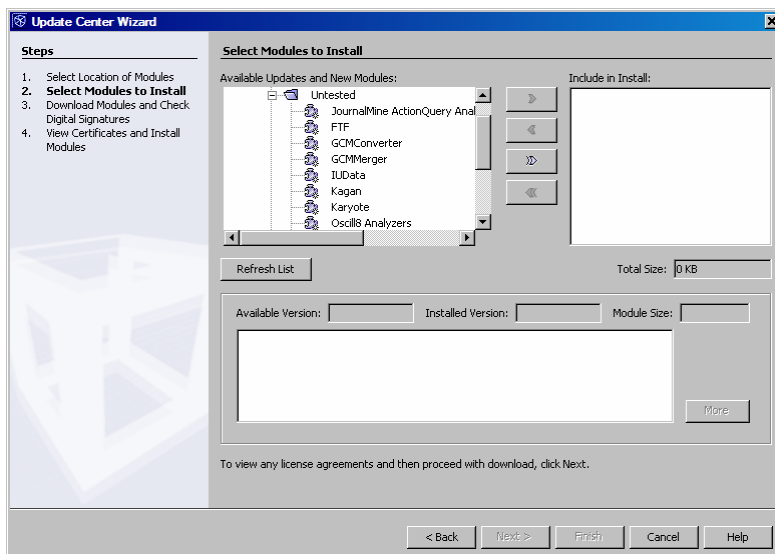 Update Center Wizard
Steps
1. Select Location of Modules
2. Select Modules to Install
3. Download Modules and Check
Digital Signatures
4. View Certificates and Install
Modules
Select Modules to Install
Available Updates and New Modules:
Untested
JournalMine ActionQuery Anal
FTF
GCMConverter
GCMMerger
IUData
Kagan
Karyote
Oscill8 Analyzers
Include in Install:
Refresh List
Total Size: 0 KB
Available Version:
Installed Version:
Module Size:
More
To view any license agreements and then proceed with download, click Next.
< Back
Next >
Finish
Cancel
Help